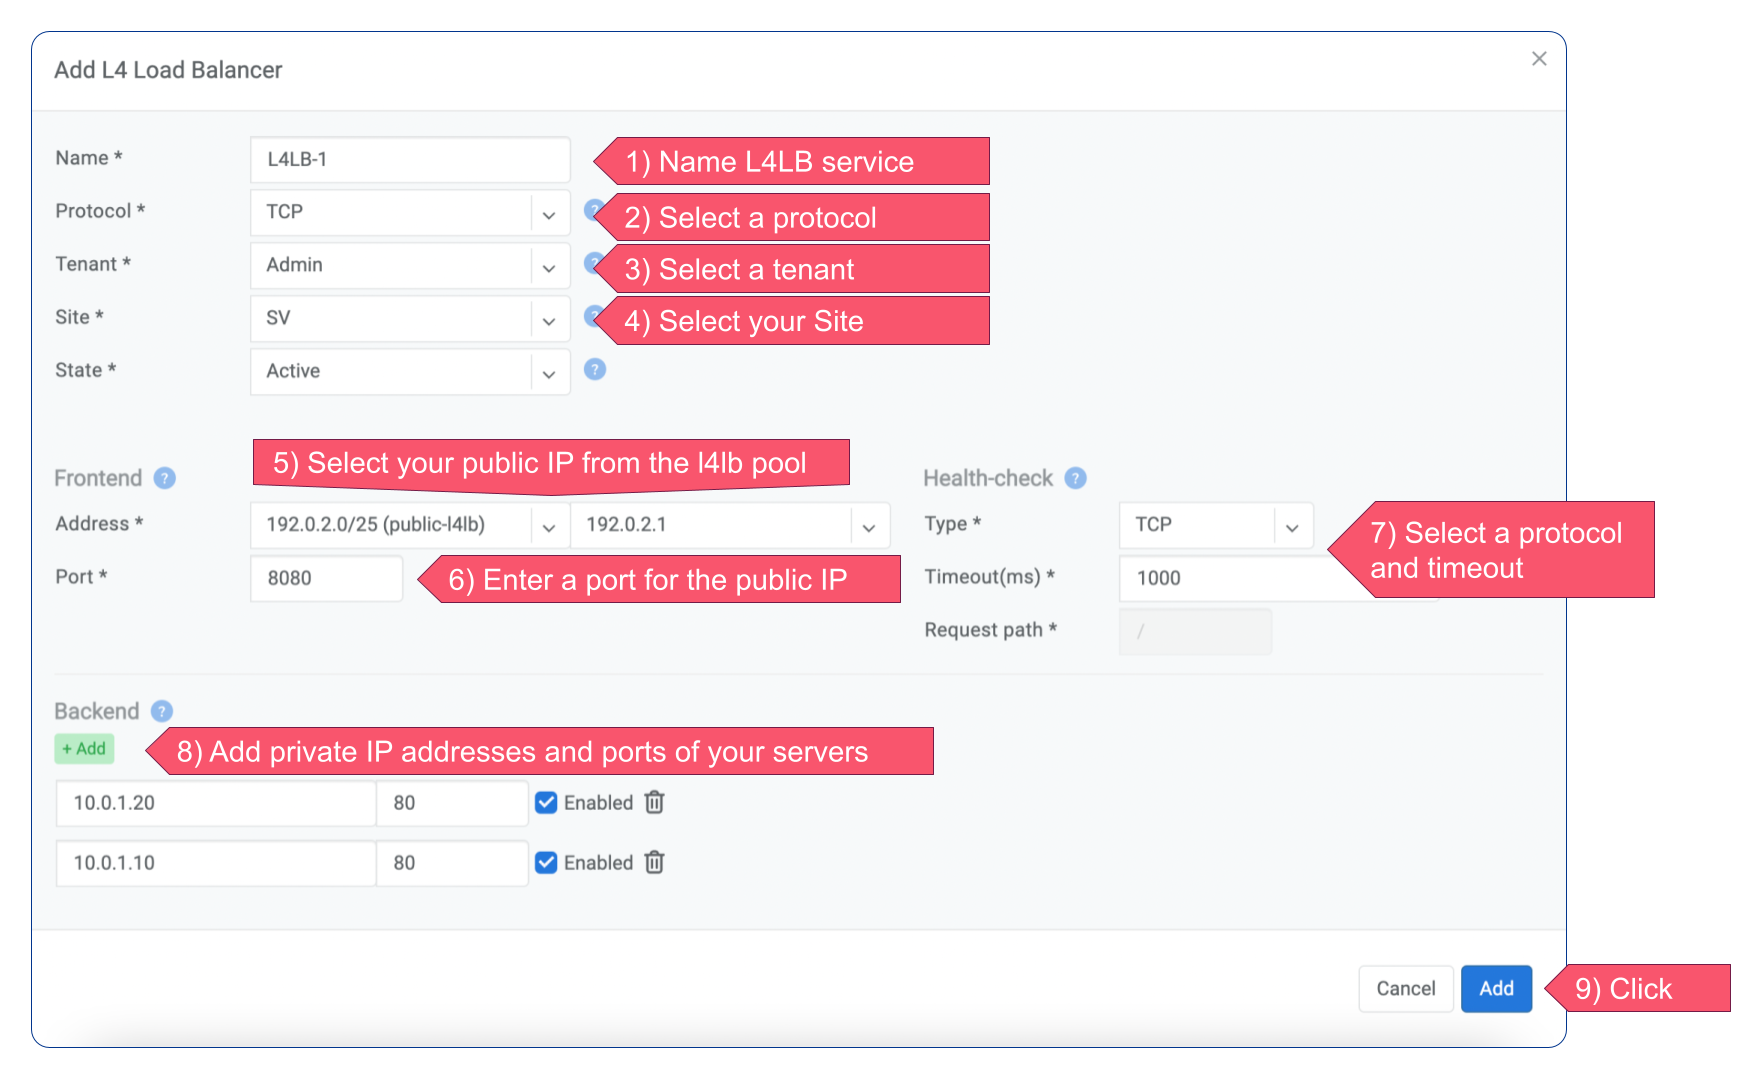 Add L4 Load Balancer
Name *
L4LB-1
1) Name L4LB service
Protocol *
TCP
?
2) Select a protocol
Tenant *
Admin
?
3) Select a tenant
Site *
SV
?
4) Select your Site
State *
Active
?
5) Select your public IP from the l4lb pool
Frontend ?
Address *
192.0.2.0/25 (public-l4lb)
192.0.2.1
Port *
8080
6) Enter a port for the public IP
Health-check ?
Type *
TCP
7) Select a protocol
and timeout
Timeout(ms) *
1000
Request path *
/
Backend ?
+ Add
8) Add private IP addresses and ports of your servers
10.0.1.20
80
Enabled
10.0.1.10
80
Enabled
Cancel
Add
9) Click